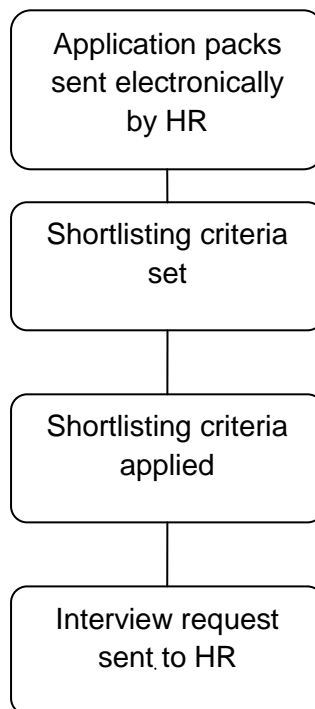 Application packs
sent electronically
by HR
Shortlisting criteria
set
Shortlisting criteria
applied
Interview request
sent to HR